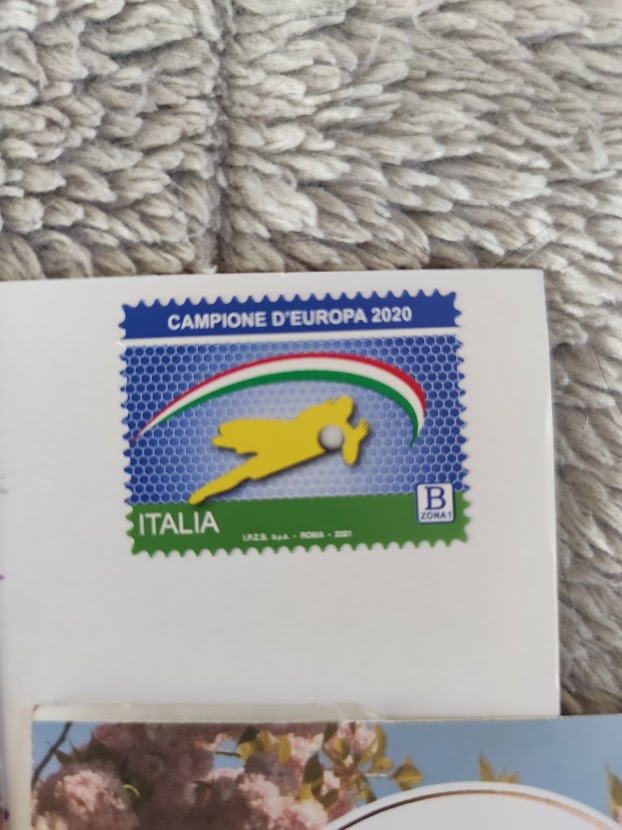 CAMPIONE D'EUROPA 2020
ITALIA
B
ZONA 1
I.P.Z.S. S.p.A. - ROMA - 2021